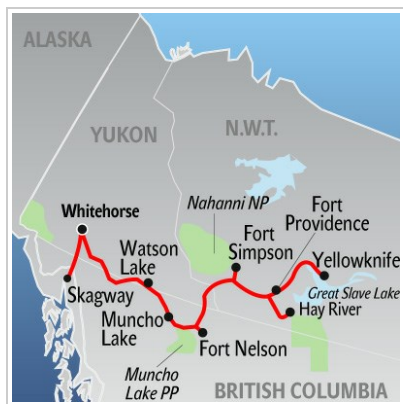 ALASKA
YUKON
N.W.T.
Nahanni NP
Fort
Providence
Whitehorse
Fort
Simpson
Watson
Lake
Yellowknife
Great Slave Lake
Skagway
Hay River
Muncho
Lake
Fort Nelson
Muncho
Lake PP
BRITISH COLUMBIA